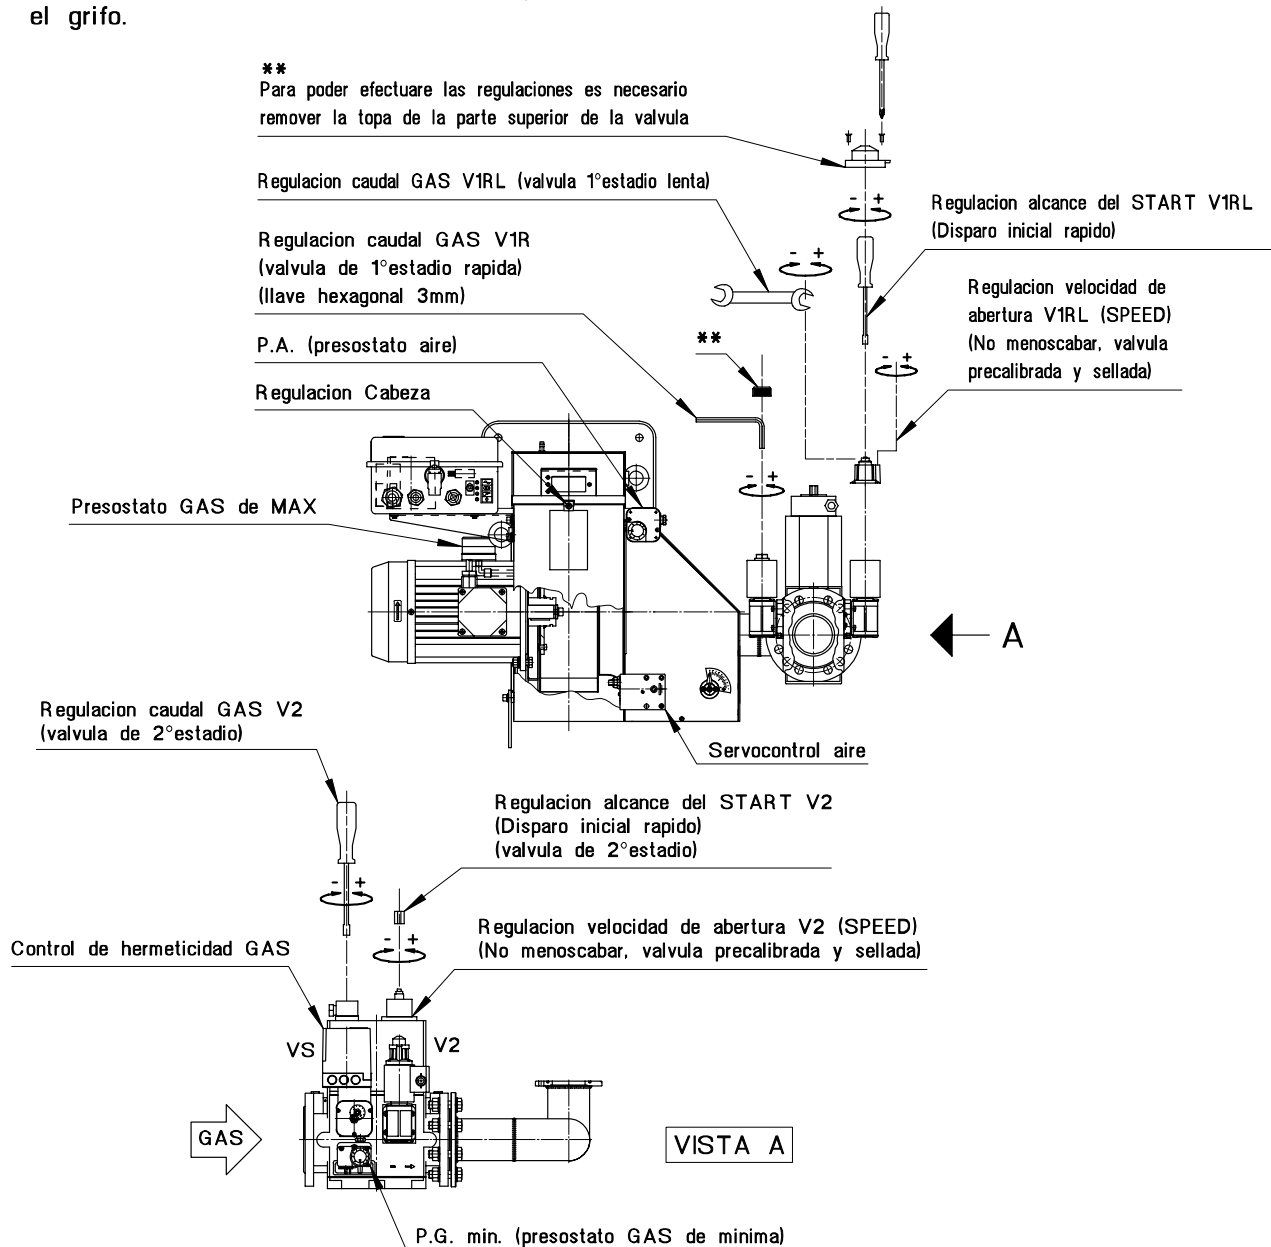 el grifo.
**
Para poder efectuare las regulaciones es necesario
remover la topa de la parte superior de la valvula
Regulacion caudal GAS V1RL (valvula 1°estadio lenta)
- +
Regulacion alcance del START V1RL
(Disparo inicial rapido)
Regulacion caudal GAS V1R
(valvula de 1°estadio rapida)
(llave hexagonal 3mm)
- +
Regulacion velocidad de
abertura V1RL (SPEED)
(No menoscabar, valvula
precalibrada y sellada)
**
P.A. (presostato aire)
- +
Regulacion Cabeza
- +
Presostato GAS de MAX
A
Regulacion caudal GAS V2
(valvula de 2°estadio)
Servocontrol aire
Regulacion alcance del START V2
(Disparo inicial rapido)
(valvula de 2°estadio)
- +
Regulacion velocidad de abertura V2 (SPEED)
(No menoscabar, valvula precalibrada y sellada)
- +
Control de hermeticidad GAS
VS
V2
GAS
VISTA A
P.G. min. (presostato GAS de minima)